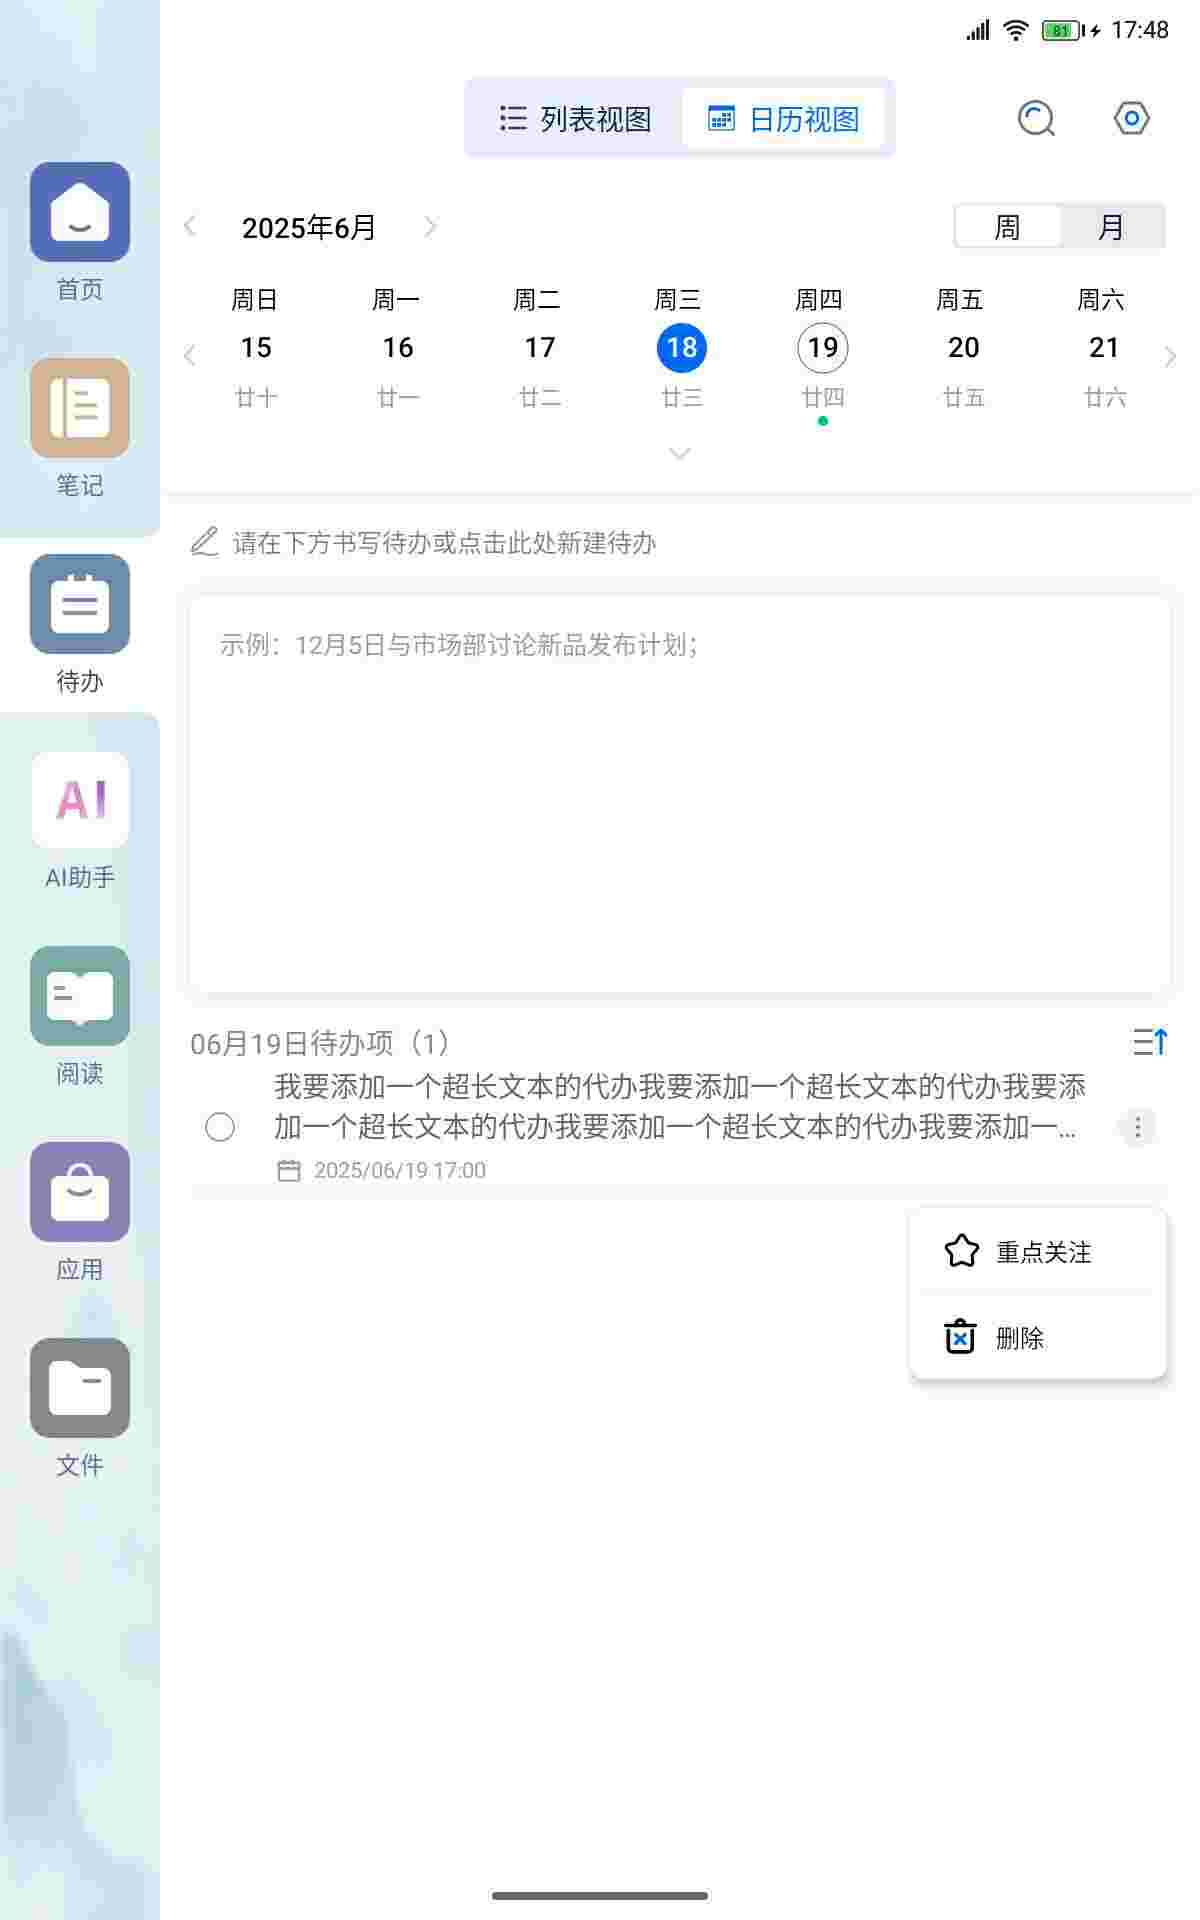 81 17:48
列表视图 日历视图
2025年6月
周 月
周日 周一 周二 周三 周四 周五 周六
15 16 17 18 19 20 21
廿十 廿一 廿二 廿三 廿四 廿五 廿六
请在下方书写待办或点击此处新建待办
示例：12月5日与市场部讨论新品发布计划；
06月19日待办项（1）
我要添加一个超长文本的代办我要添加一个超长文本的代办我要添
加一个超长文本的代办我要添加一个超长文本的代办我要添加一...
2025/06/19 17:00
重点关注
删除
首页
笔记
待办
AI
AI助手
阅读
应用
文件